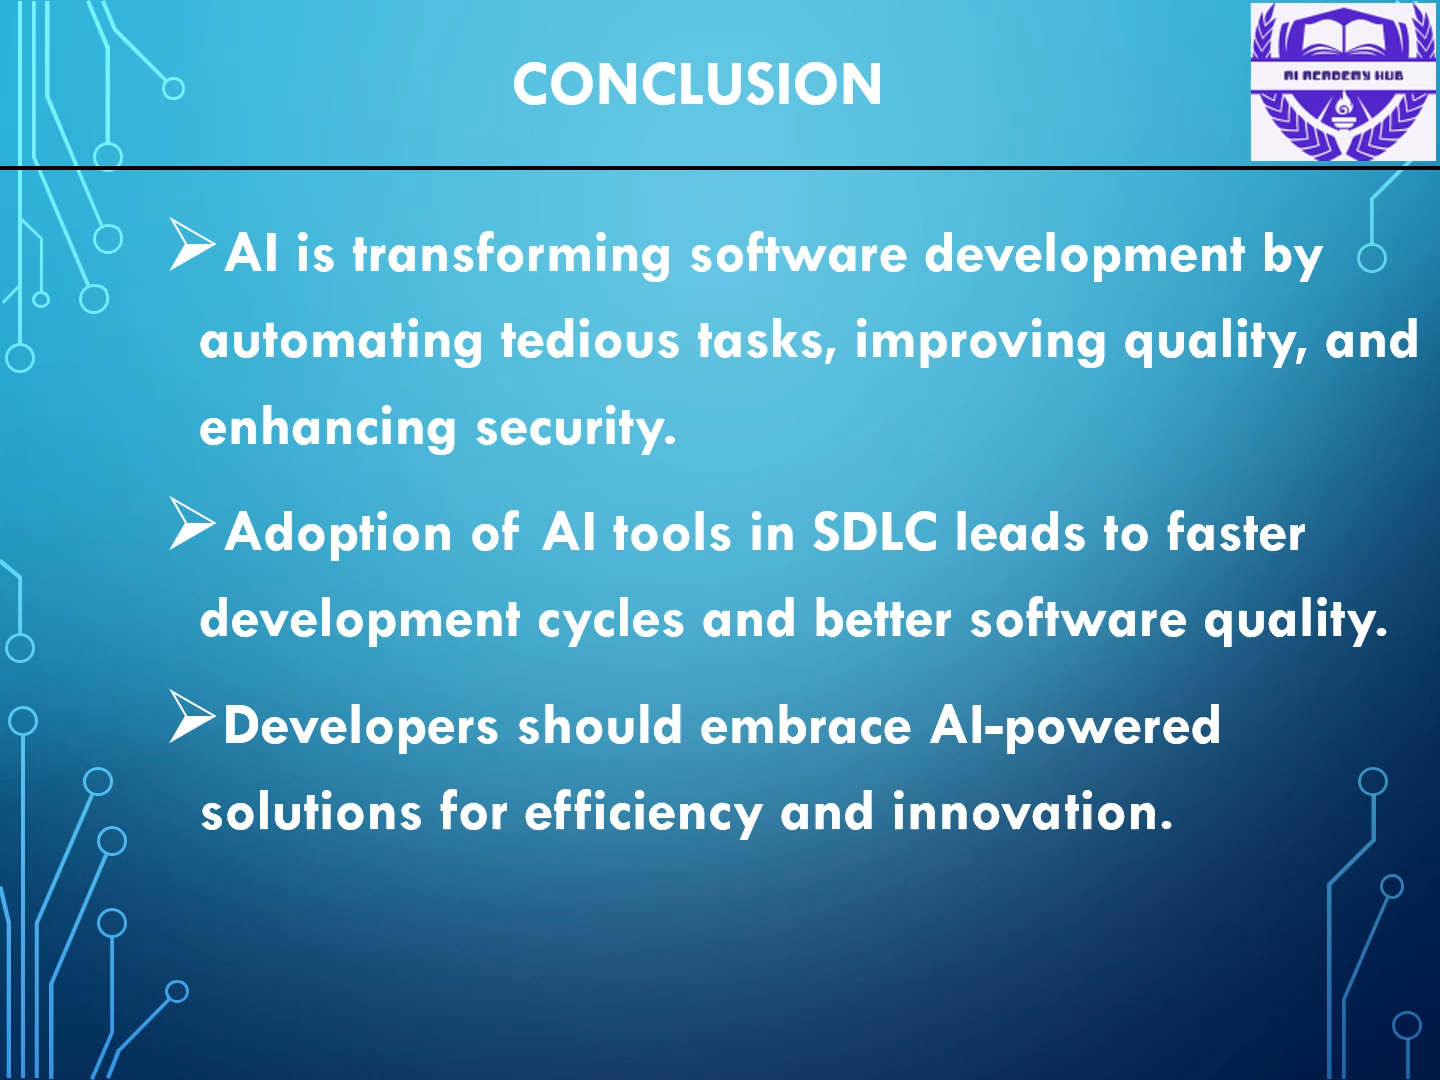 CONCLUSION
AI ACADEMY HUB
AI is transforming software development by
automating tedious tasks, improving quality, and
enhancing security.
Adoption of AI tools in SDLC leads to faster
development cycles and better software quality.
Developers should embrace AI-powered
solutions for efficiency and innovation.